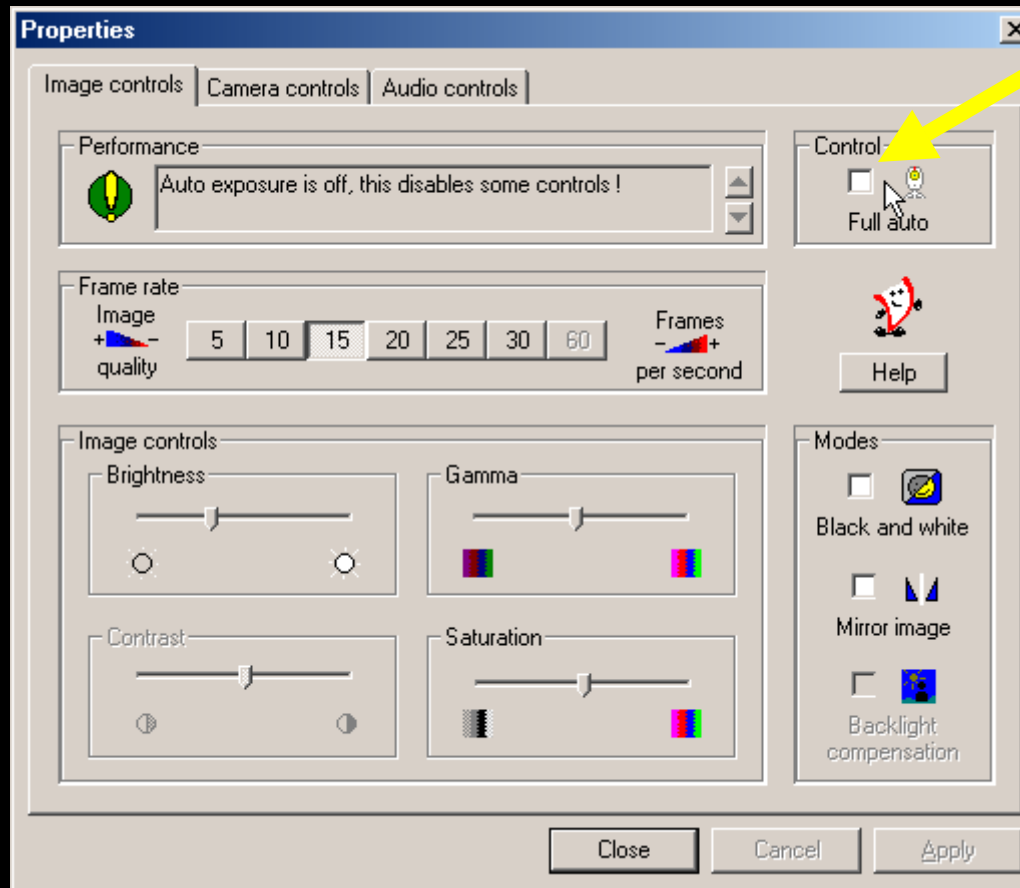 Properties
Image controls
Camera controls
Audio controls
Performance
Auto exposure is off, this disables some controls !
Control
Full auto
Frame rate
Image
quality
5 10 15 20 25 30 60
Frames
per second
Help
Image controls
Brightness
Gamma
Contrast
Saturation
Modes
Black and white
Mirror image
Backlight
compensation
Close
Cancel
Apply